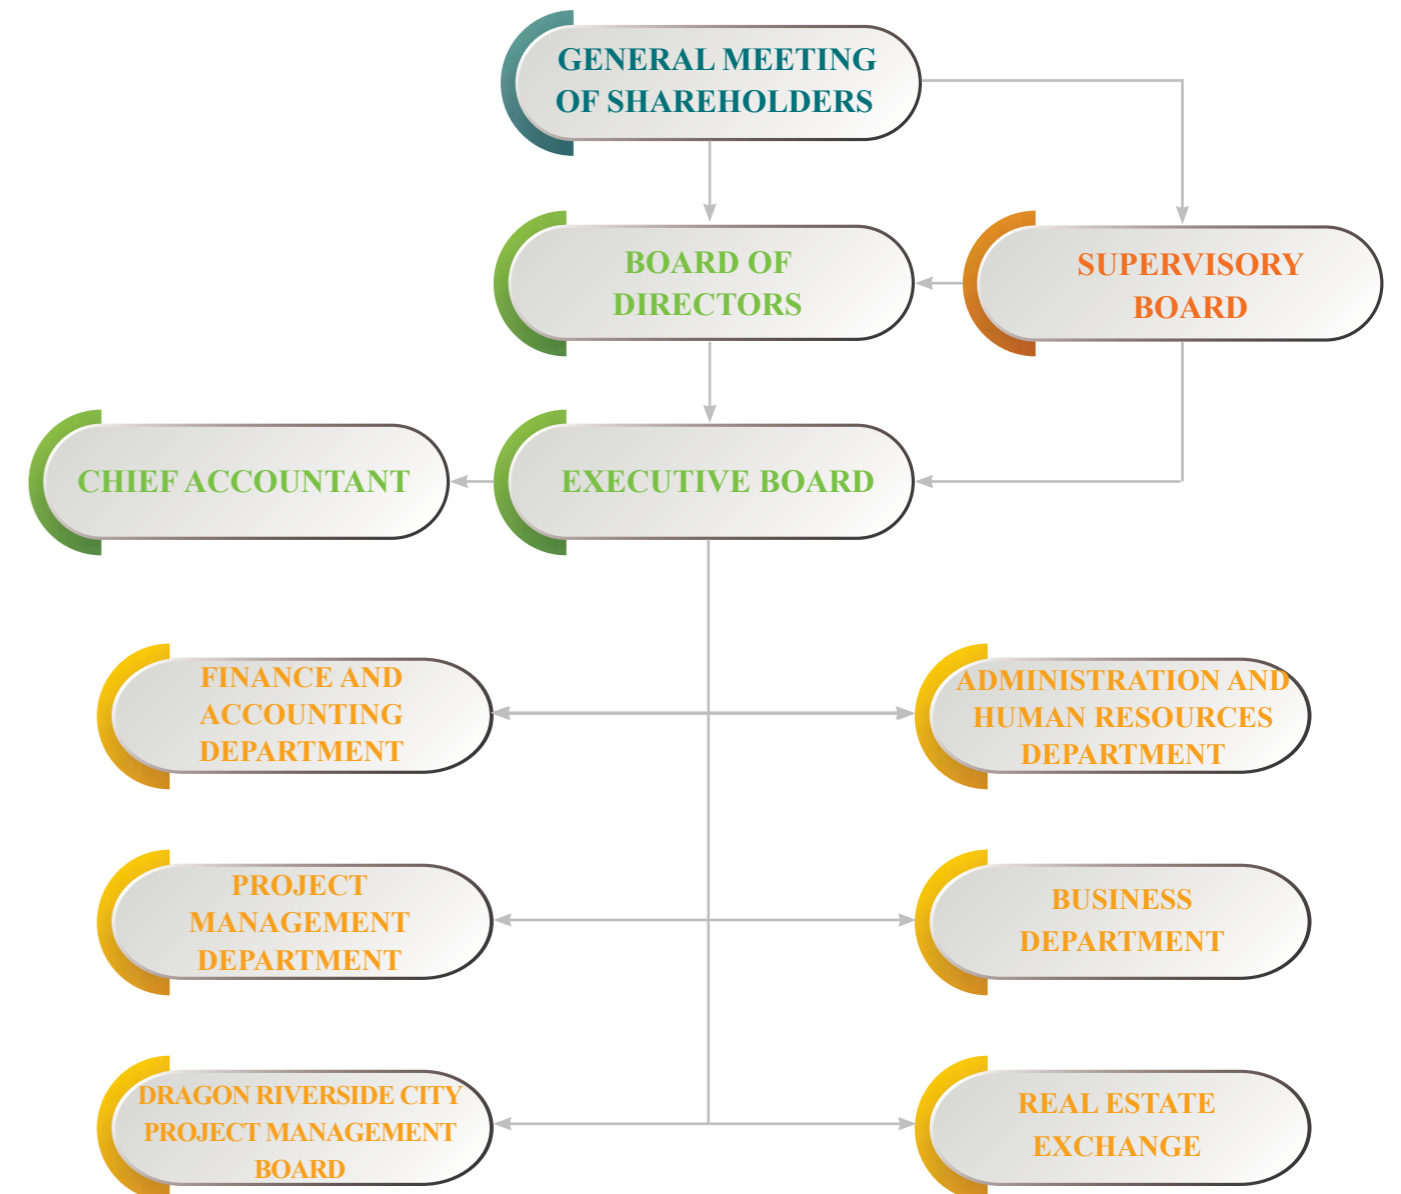 GENERAL MEETING
OF SHAREHOLDERS
BOARD OF
DIRECTORS
SUPERVISORY
BOARD
CHIEF ACCOUNTANT
EXECUTIVE BOARD
FINANCE AND
ACCOUNTING
DEPARTMENT
ADMINISTRATION AND
HUMAN RESOURCES
DEPARTMENT
PROJECT
MANAGEMENT
DEPARTMENT
BUSINESS
DEPARTMENT
DRAGON RIVERSIDE CITY
PROJECT MANAGEMENT
BOARD
REAL ESTATE
EXCHANGE